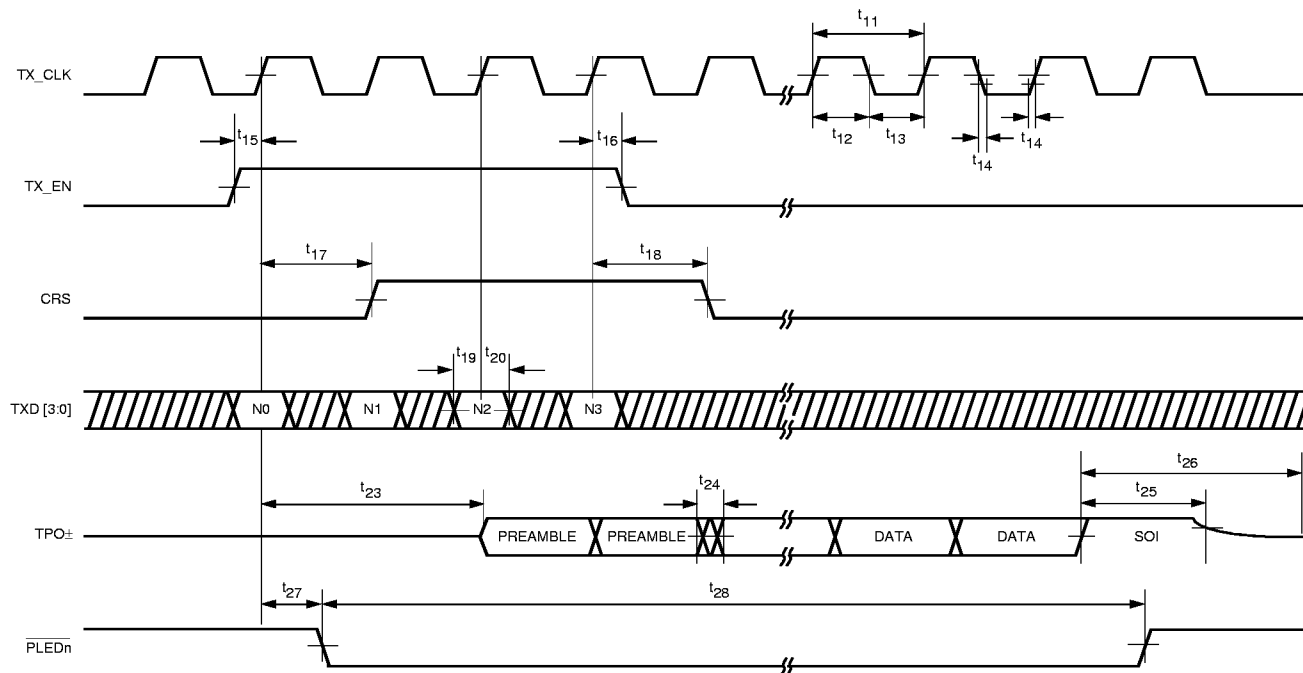 t11
TX_CLK
t12
t13
t14
t14
t15
t16
TX_EN
t17
t18
CRS
t19
t20
TXD [3:0]
N0
N1
N2
N3
t23
t24
t25
t26
TPO±
PREAMBLE
PREAMBLE
DATA
DATA
SOI
t27
t28
PLEDn